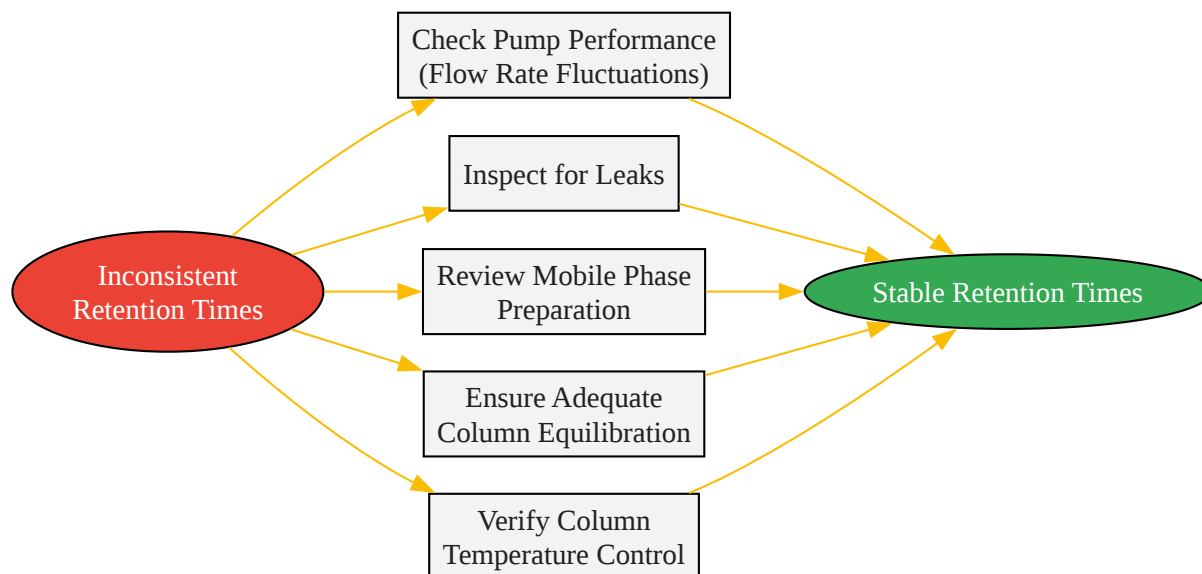 Check Pump Performance
(Flow Rate Fluctuations)
Inspect for Leaks
Inconsistent
Retention Times
Review Mobile Phase
Preparation
Stable Retention Times
Ensure Adequate
Column Equilibration
Verify Column
Temperature Control